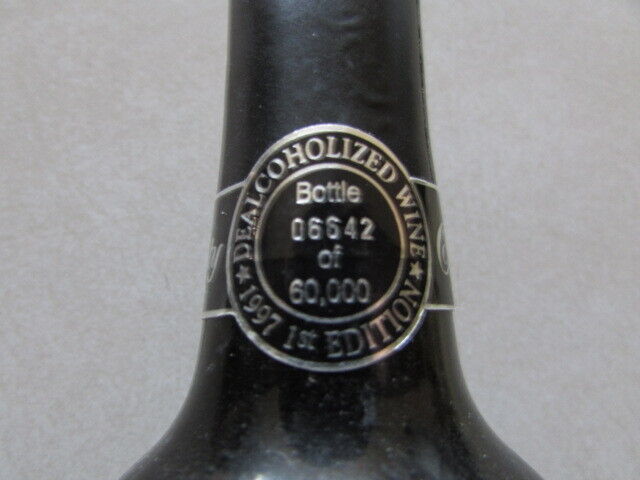 DEALCOHOLIZED WINE
Bottle
06642
of
60,000
★ 1997 1st EDITION ★